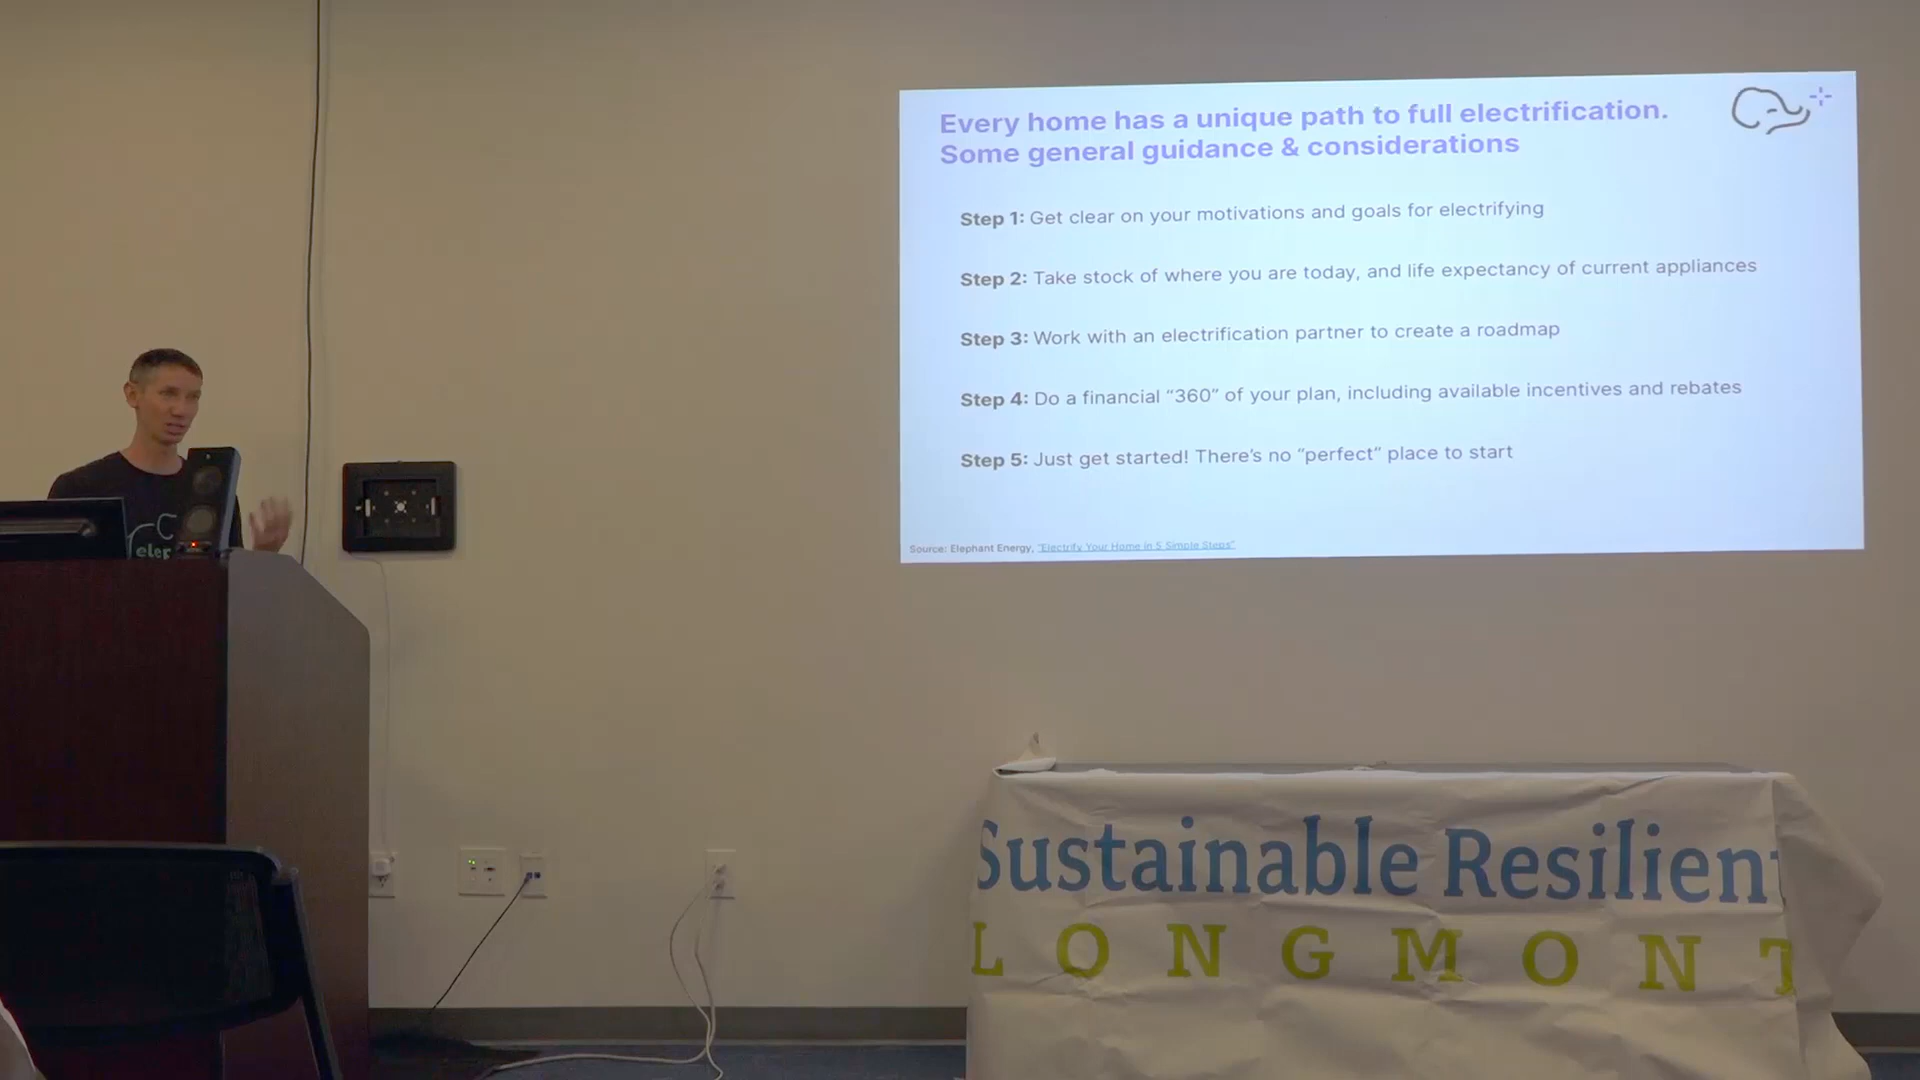 Every home has a unique path to full electrification.
Some general guidance & considerations
Step 1: Get clear on your motivations and goals for electrifying
Step 2: Take stock of where you are today, and life expectancy of current appliances
Step 3: Work with an electrification partner to create a roadmap
Step 4: Do a financial “360” of your plan, including available incentives and rebates
Step 5: Just get started! There’s no “perfect” place to start
Source: Elephant Energy, “Electrify Your Home in 5 Simple Steps”
elep
Sustainable Resilient
LONGMONT